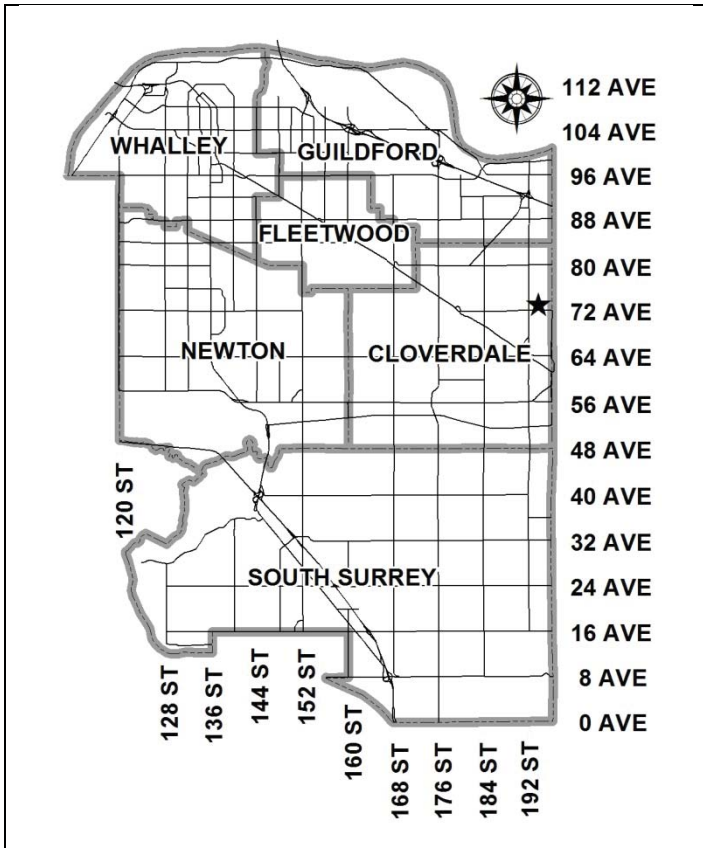 112 AVE
104 AVE
WHALLEY
GUILDFORD
96 AVE
88 AVE
FLEETWOOD
80 AVE
72 AVE
NEWTON
CLOVERDALE
64 AVE
56 AVE
48 AVE
120 ST
40 AVE
32 AVE
SOUTH SURREY
24 AVE
16 AVE
128 ST
136 ST
144 ST
152 ST
160 ST
8 AVE
0 AVE
168 ST
176 ST
184 ST
192 ST